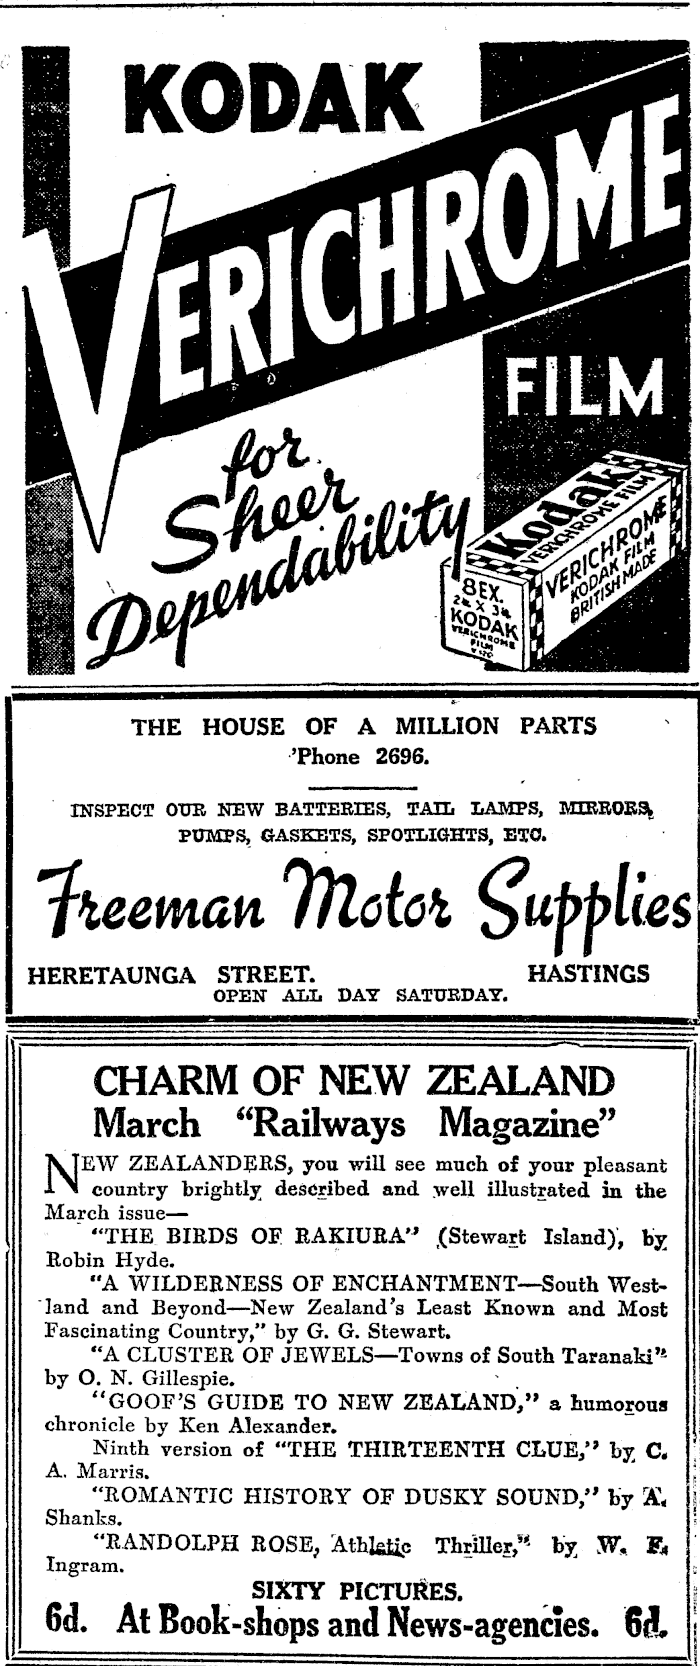 KODAK
VERICHROME
FILM
for
Sheer
Dependability
Kodak
VERICHROME FILM
VERICHROME
KODAK FILM
BRITISH MADE
8 EX.
KODAK
VERICHROME
FILM
THE HOUSE OF A MILLION PARTS
'Phone 2696.
INSPECT OUR NEW BATTERIES, TAIL LAMPS, MIRRORS,
PUMPS, GASKETS, SPOTLIGHTS, ETC.
Freeman Motor Supplies
HERETAUNGA STREET. HASTINGS
OPEN ALL DAY SATURDAY.
CHARM OF NEW ZEALAND
March "Railways Magazine"
NEW ZEALANDERS, you will see much of your pleasant
country brightly described and well illustrated in the
March issue—
"THE BIRDS OF RAKIURA" (Stewart Island), by
Robin Hyde.
"A WILDERNESS OF ENCHANTMENT—South West-
land and Beyond—New Zealand's Least Known and Most
Fascinating Country," by G. G. Stewart.
"A CLUSTER OF JEWELS—Towns of South Taranaki"
by O. N. Gillespie.
"GOOF'S GUIDE TO NEW ZEALAND," a humorous
chronicle by Ken Alexander.
Ninth version of "THE THIRTEENTH CLUE," by C.
A. Marris.
"ROMANTIC HISTORY OF DUSKY SOUND," by A.
Shanks.
"RANDOLPH ROSE, Athletic Thriller," by W. F.
Ingram.
SIXTY PICTURES.
6d. At Book-shops and News-agencies. 6d.